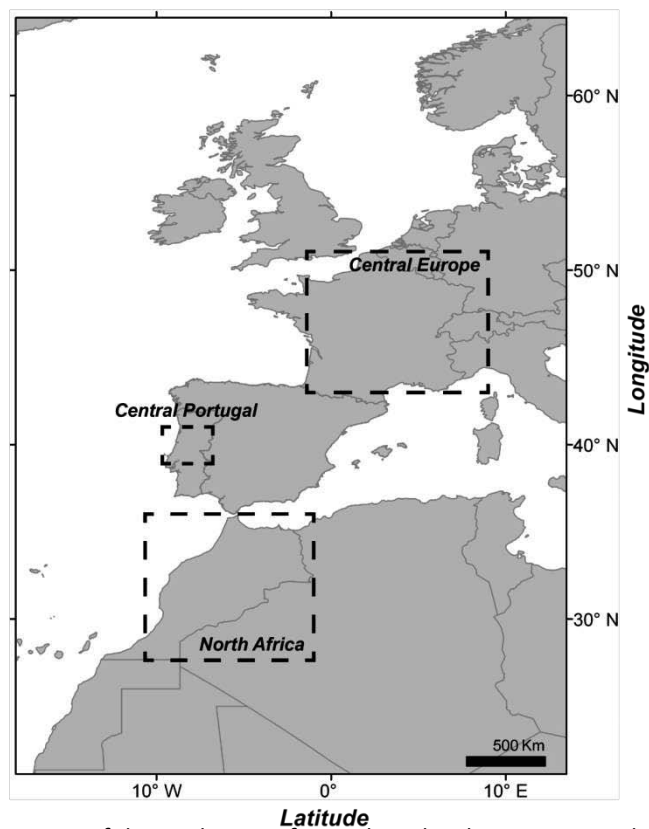 60° N
Central Europe
50° N
Longitude
Central Portugal
40° N
30° N
North Africa
500 Km
10° W
0°
10° E
Latitude